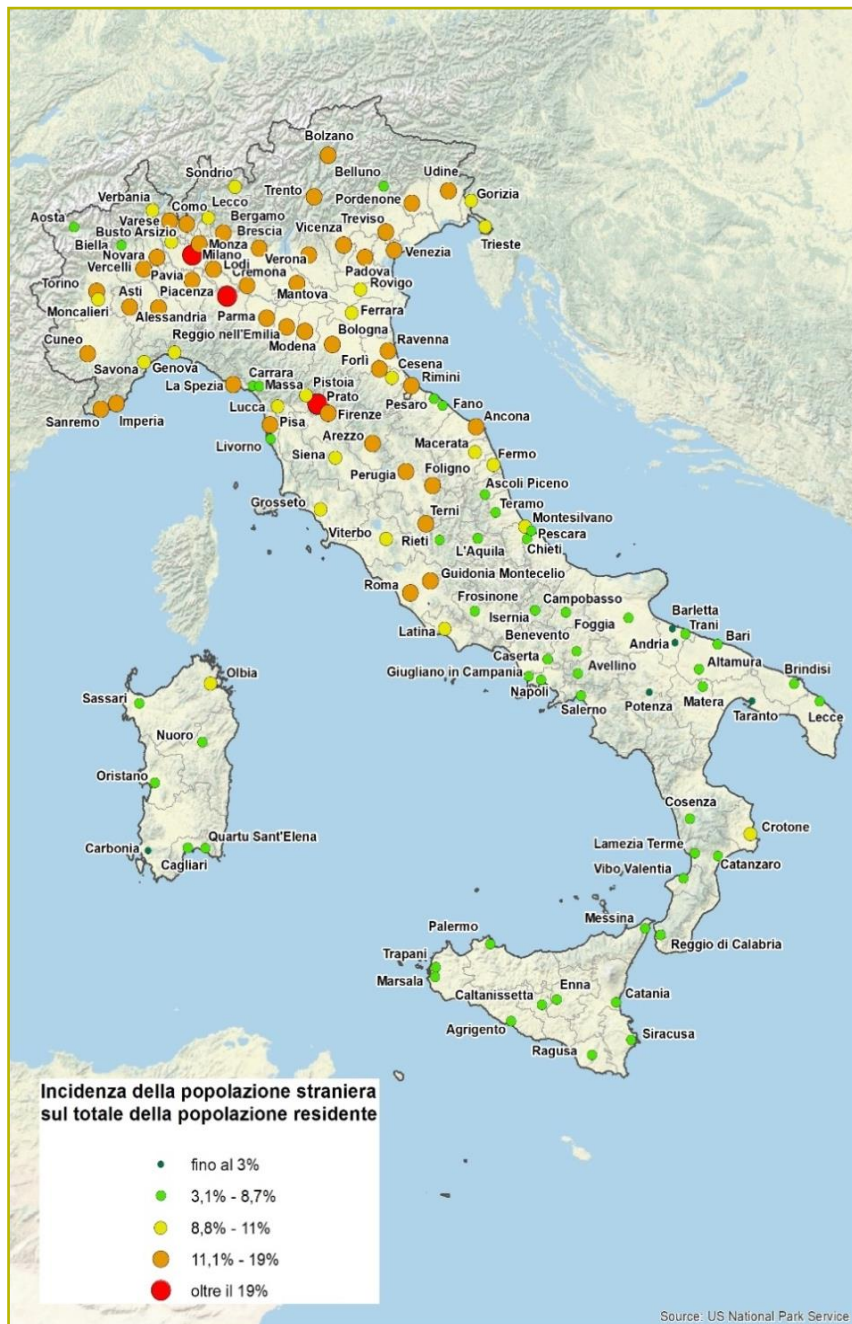 Bolzano
Sondrio
Belluno
Udine
Verbania
Trento
Pordenone
Gorizia
Lecco
Como
Aosta
Varese
Bergamo
Treviso
Busto Arsizio
Brescia
Vicenza
Trieste
Biella
Monza
Novara
Milano
Venezia
Vercelli
Lodi
Verona
Padova
Torino
Pavia
Cremona
Rovigo
Asti
Piacenza
Mantova
Moncalieri
Ferrara
Alessandria
Parma
Bologna
Reggio nell'Emilia
Cuneo
Modena
Ravenna
Savona
Genova
Forlì
Cesena
Carrara
La Spezia
Massa
Pistoia
Rimini
Prato
Fano
Sanremo
Imperia
Lucca
Firenze
Pesaro
Ancona
Pisa
Arezzo
Macerata
Livorno
Fermo
Siena
Foligno
Perugia
Ascoli Piceno
Grosseto
Teramo
Terni
Montesilvano
Viterbo
Pescara
Rieti
L'Aquila
Chieti
Guidonia Montecelio
Roma
Frosinone
Campobasso
Barletta
Isernia
Foggia
Trani
Latina
Benevento
Andria
Bari
Caserta
Altamura
Giugliano in Campania
Avellino
Brindisi
Olbia
Napoli
Matera
Sassari
Salerno
Potenza
Taranto
Lecce
Nuoro
Oristano
Cosenza
Crotone
Carbonia
Quartu Sant'Elena
Lamezia Terme
Cagliari
Catanzaro
Vibo Valentia
Messina
Palermo
Reggio di Calabria
Trapani
Marsala
Enna
Caltanissetta
Catania
Agrigento
Siracusa
Ragusa
Incidenza della popolazione straniera
sul totale della popolazione residente
fino al 3%
3,1% - 8,7%
8,8% - 11%
11,1% - 19%
oltre il 19%
Source: US National Park Service